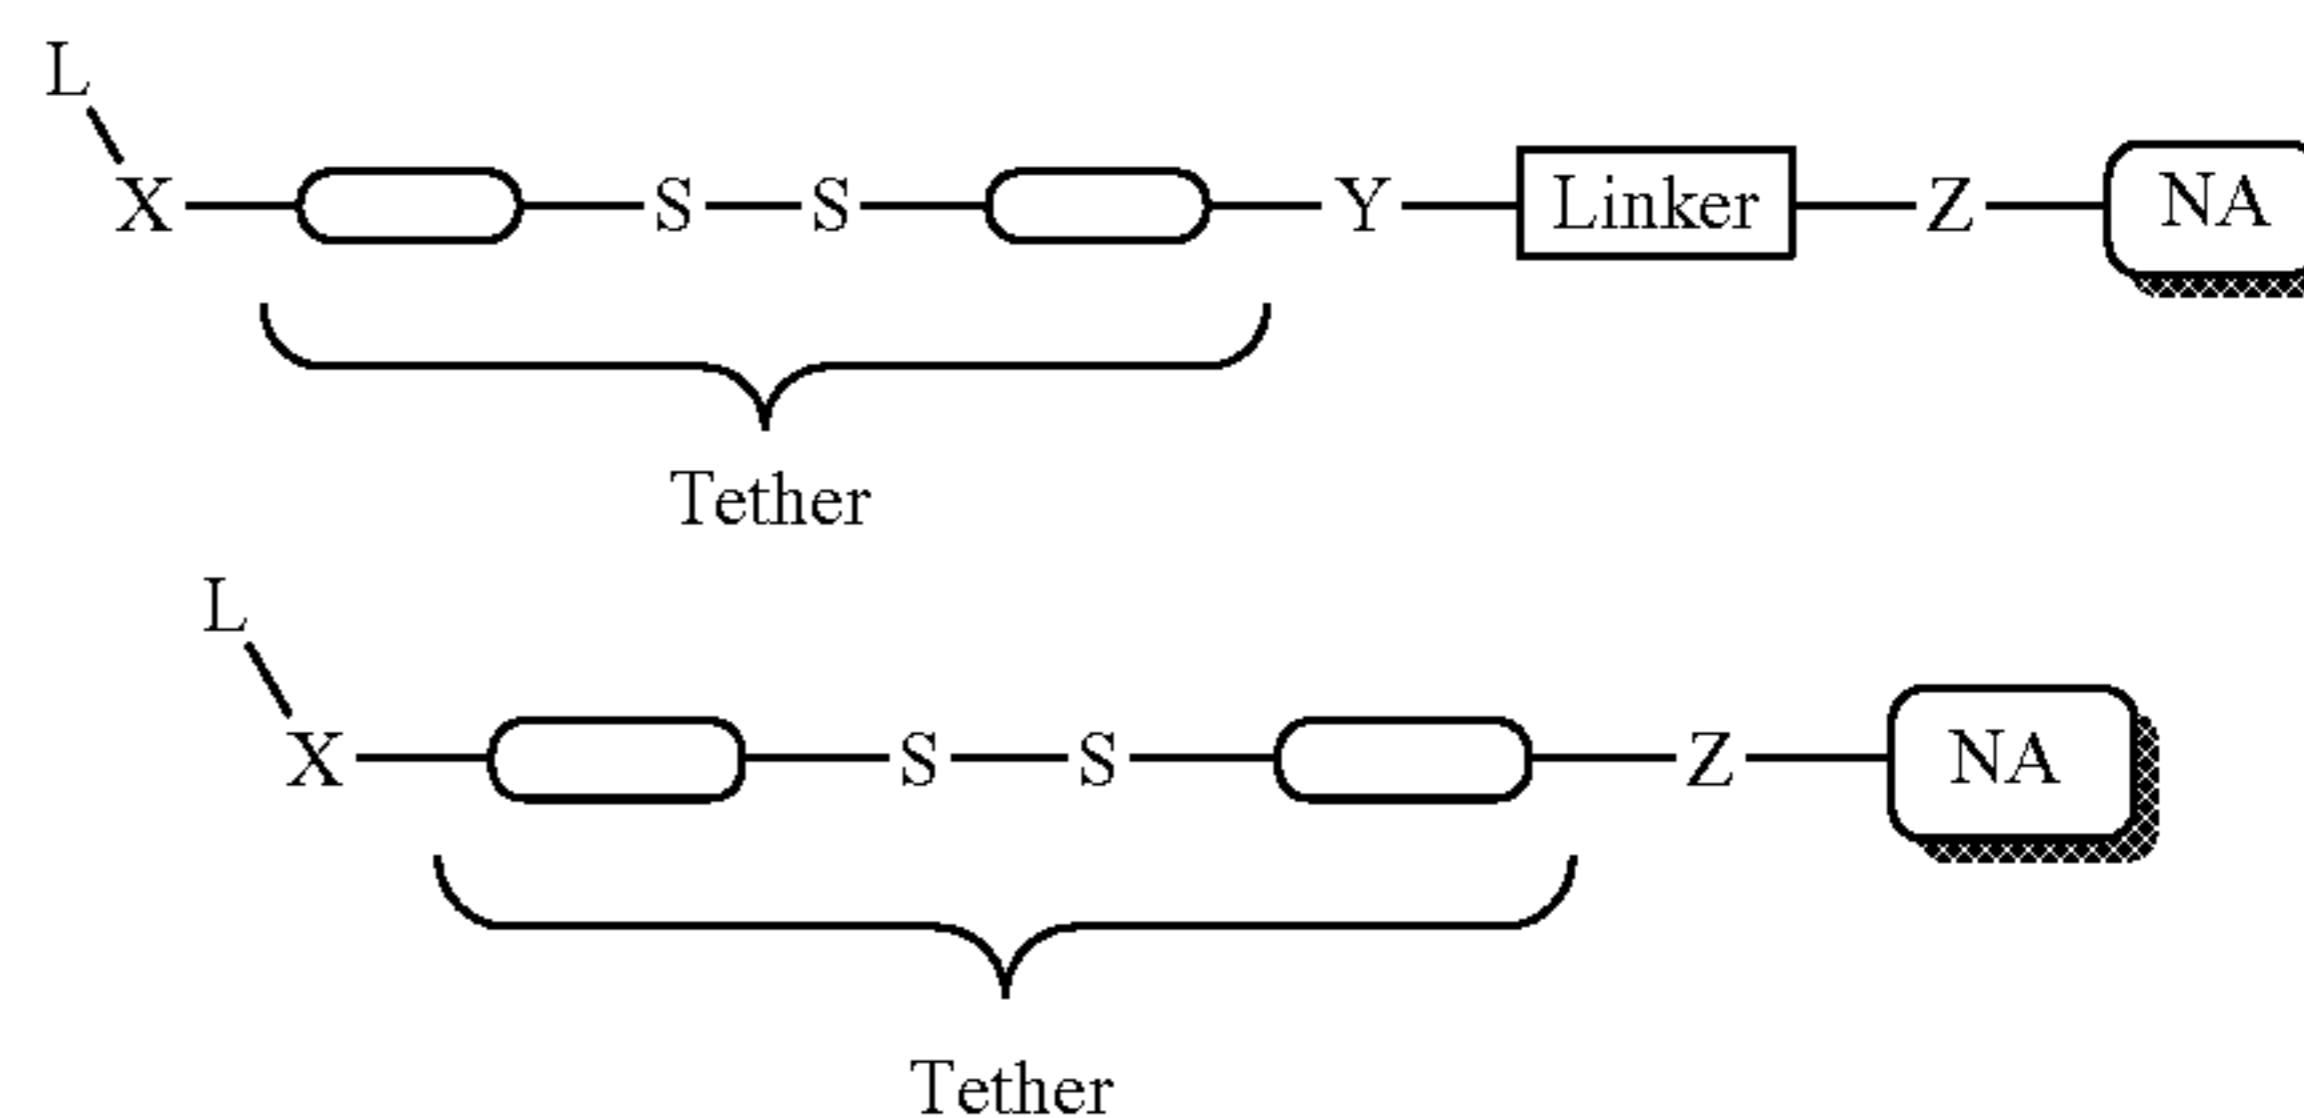 L
X S S Y Linker Z NA
Tether
L
X S S Z NA
Tether